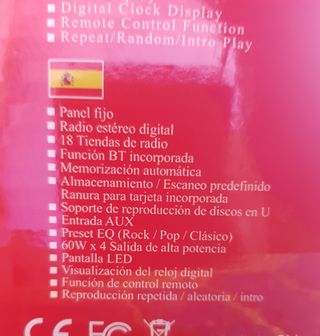 ■ Digital Clock Display
■ Remote Control Function
■ Repeat/Random/Intro Play
■ Panel fijo
■ Radio estéreo digital
■ 18 Tiendas de radio
■ Función BT incorporada
■ Memorización automática
■ Almacenamiento / Escaneo predefinido
Ranura para tarjeta incorporada
■ Soporte de reproducción de discos en U
■ Entrada AUX
■ Preset EQ (Rock / Pop / Clásico)
■ 60W x 4 Salida de alta potencia
■ Pantalla LED
■ Visualización del reloj digital
■ Función de control remoto
■ Reproducción repetida / aleatoria / intro
CE FC